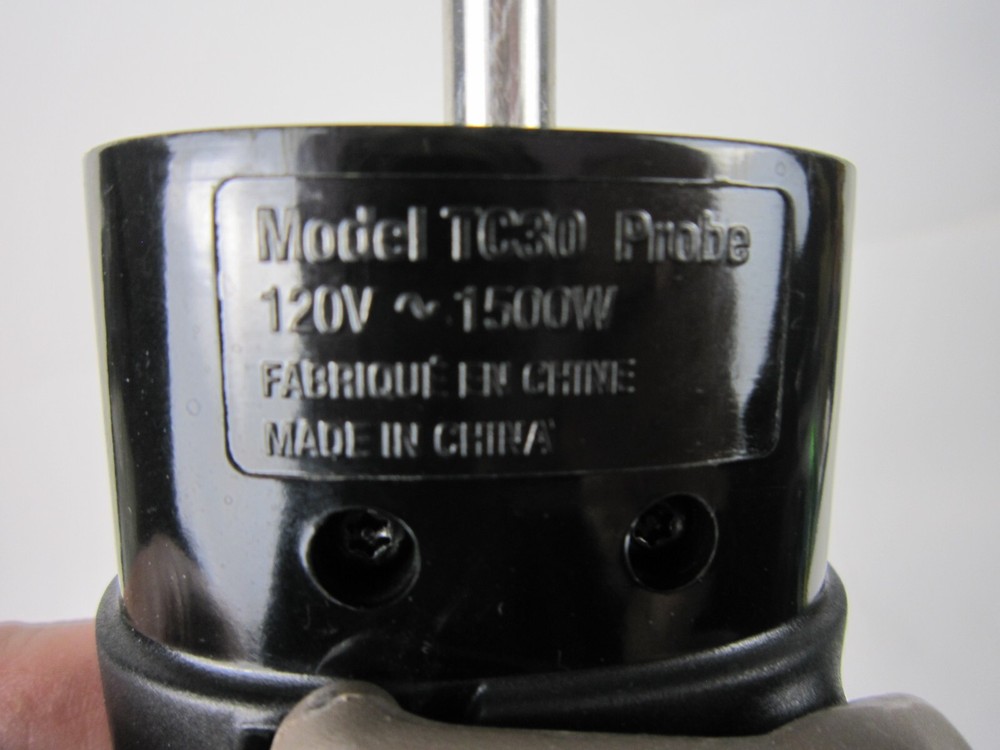 Model TC30 Probe
120V ~ 1500W
FABRIQUÉ EN CHINE
MADE IN CHINA